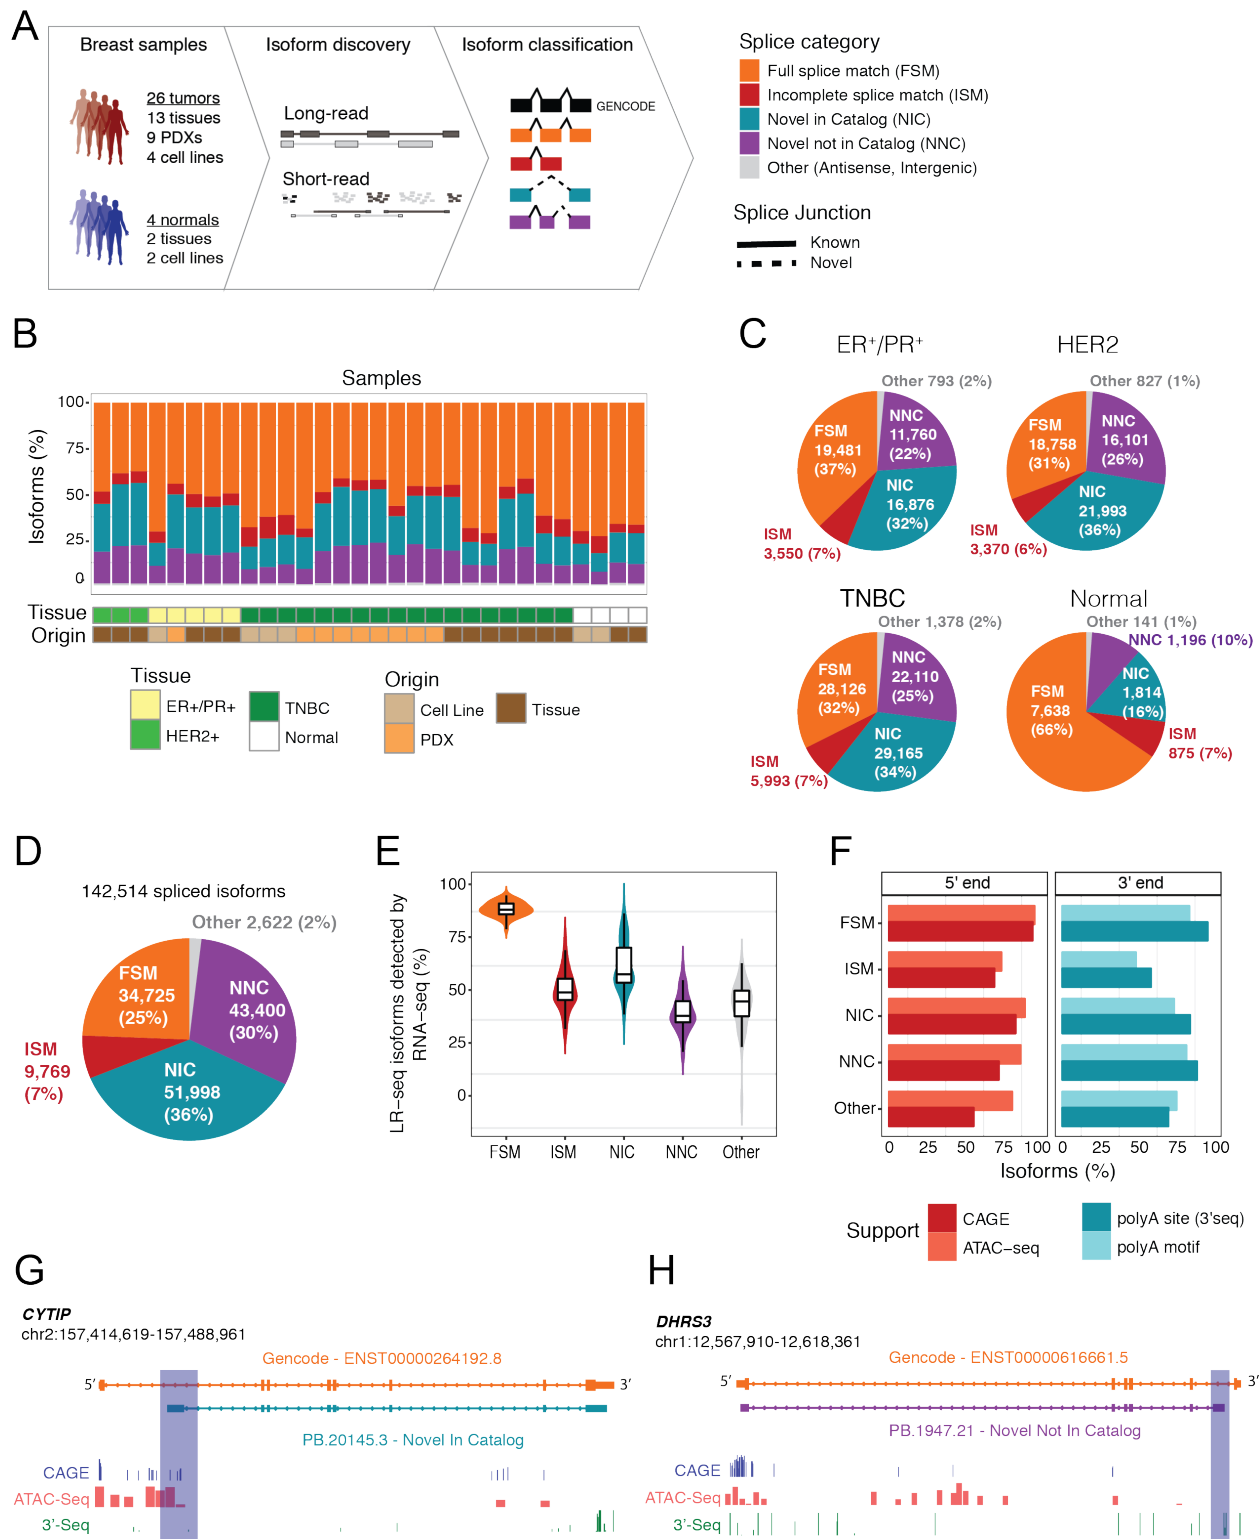 A
Breast samples
26 tumors
13 tissues
9 PDXs
4 cell lines
4 normals
2 tissues
2 cell lines
Isoform discovery
Long-read
Short-read
Isoform classification
GENCODE
Splice category
Full splice match (FSM)
Incomplete splice match (ISM)
Novel in Catalog (NIC)
Novel not in Catalog (NNC)
Other (Antisense, Intergenic)
Splice Junction
Known
Novel
B
Samples
Isoforms (%)
100
75
50
25
0
Tissue
Origin
Tissue
ER+/PR+
HER2+
TNBC
Normal
Origin
Cell Line
PDX
Tissue
C
ER+/PR+
Other 793 (2%)
NNC
11,760
(22%)
FSM
19,481
(37%)
NIC
16,876
(32%)
ISM
3,550 (7%)
HER2
Other 827 (1%)
NNC
16,101
(26%)
FSM
18,758
(31%)
NIC
21,993
(36%)
ISM
3,370 (6%)
TNBC
Other 1,378 (2%)
NNC
22,110
(25%)
FSM
28,126
(32%)
NIC
29,165
(34%)
ISM
5,993 (7%)
Normal
Other 141 (1%)
NNC 1,196 (10%)
NIC
1,814
(16%)
FSM
7,638
(66%)
ISM
875 (7%)
D
142,514 spliced isoforms
Other 2,622 (2%)
FSM
34,725
(25%)
NNC
43,400
(30%)
ISM
9,769
(7%)
NIC
51,998
(36%)
E
LR-seq isoforms detected by
RNA-seq (%)
100
75
50
25
0
FSM
ISM
NIC
NNC
Other
F
5' end
3' end
FSM
ISM
NIC
NNC
Other
0 25 50 75 100
0 25 50 75 100
Isoforms (%)
Support
CAGE
ATAC-seq
polyA site (3'seq)
polyA motif
G
CYTIP
chr2:157,414,619-157,488,961
Gencode - ENST00000264192.8
5'
3'
PB.20145.3 - Novel In Catalog
CAGE
ATAC-Seq
3'-Seq
H
DHRS3
chr1:12,567,910-12,618,361
Gencode - ENST00000616661.5
5'
3'
PB.1947.21 - Novel Not In Catalog
CAGE
ATAC-Seq
3'-Seq